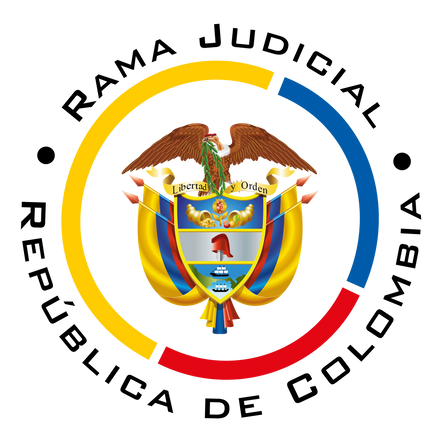 RAMA JUDICIAL
Libertad y Orden
REPÚBLICA DE COLOMBIA